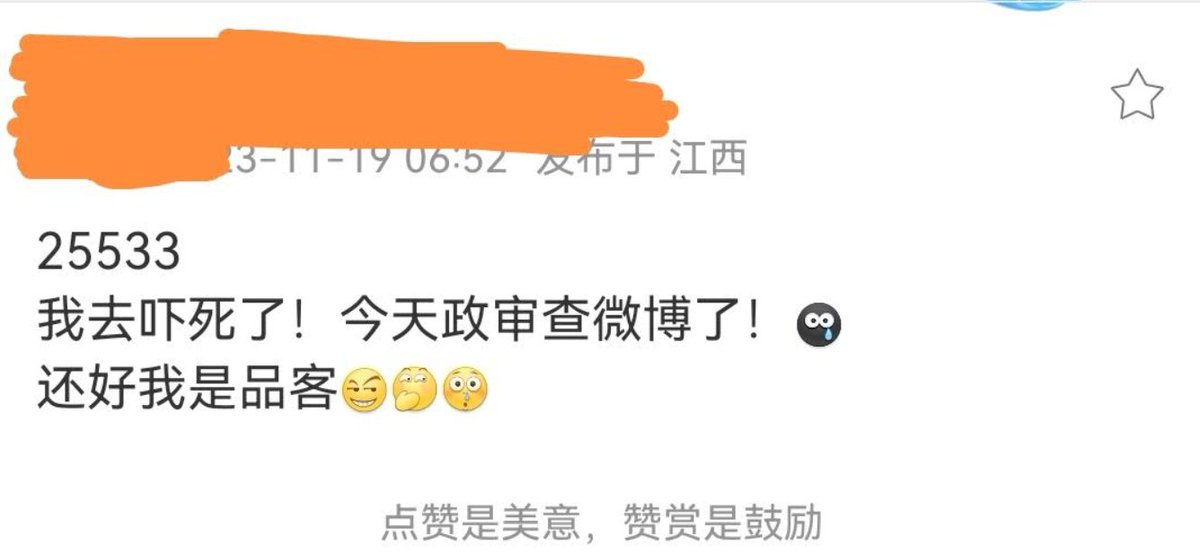 23-11-19 06:52 发布于 江西
25533
我去吓死了！今天政审查微博了！
还好我是品客
点赞是美意，赞赏是鼓励